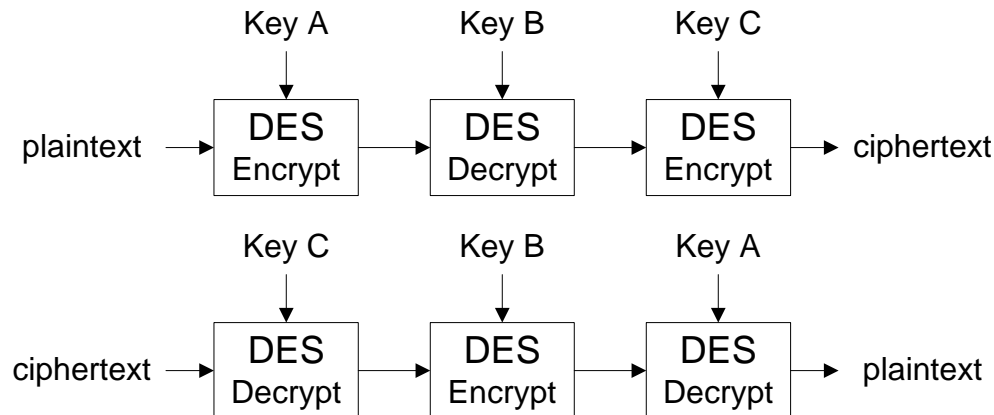 Key A Key B Key C
DES DES DES
plaintext Encrypt Decrypt Encrypt ciphertext
Key C Key B Key A
DES DES DES
ciphertext Decrypt Encrypt Decrypt plaintext